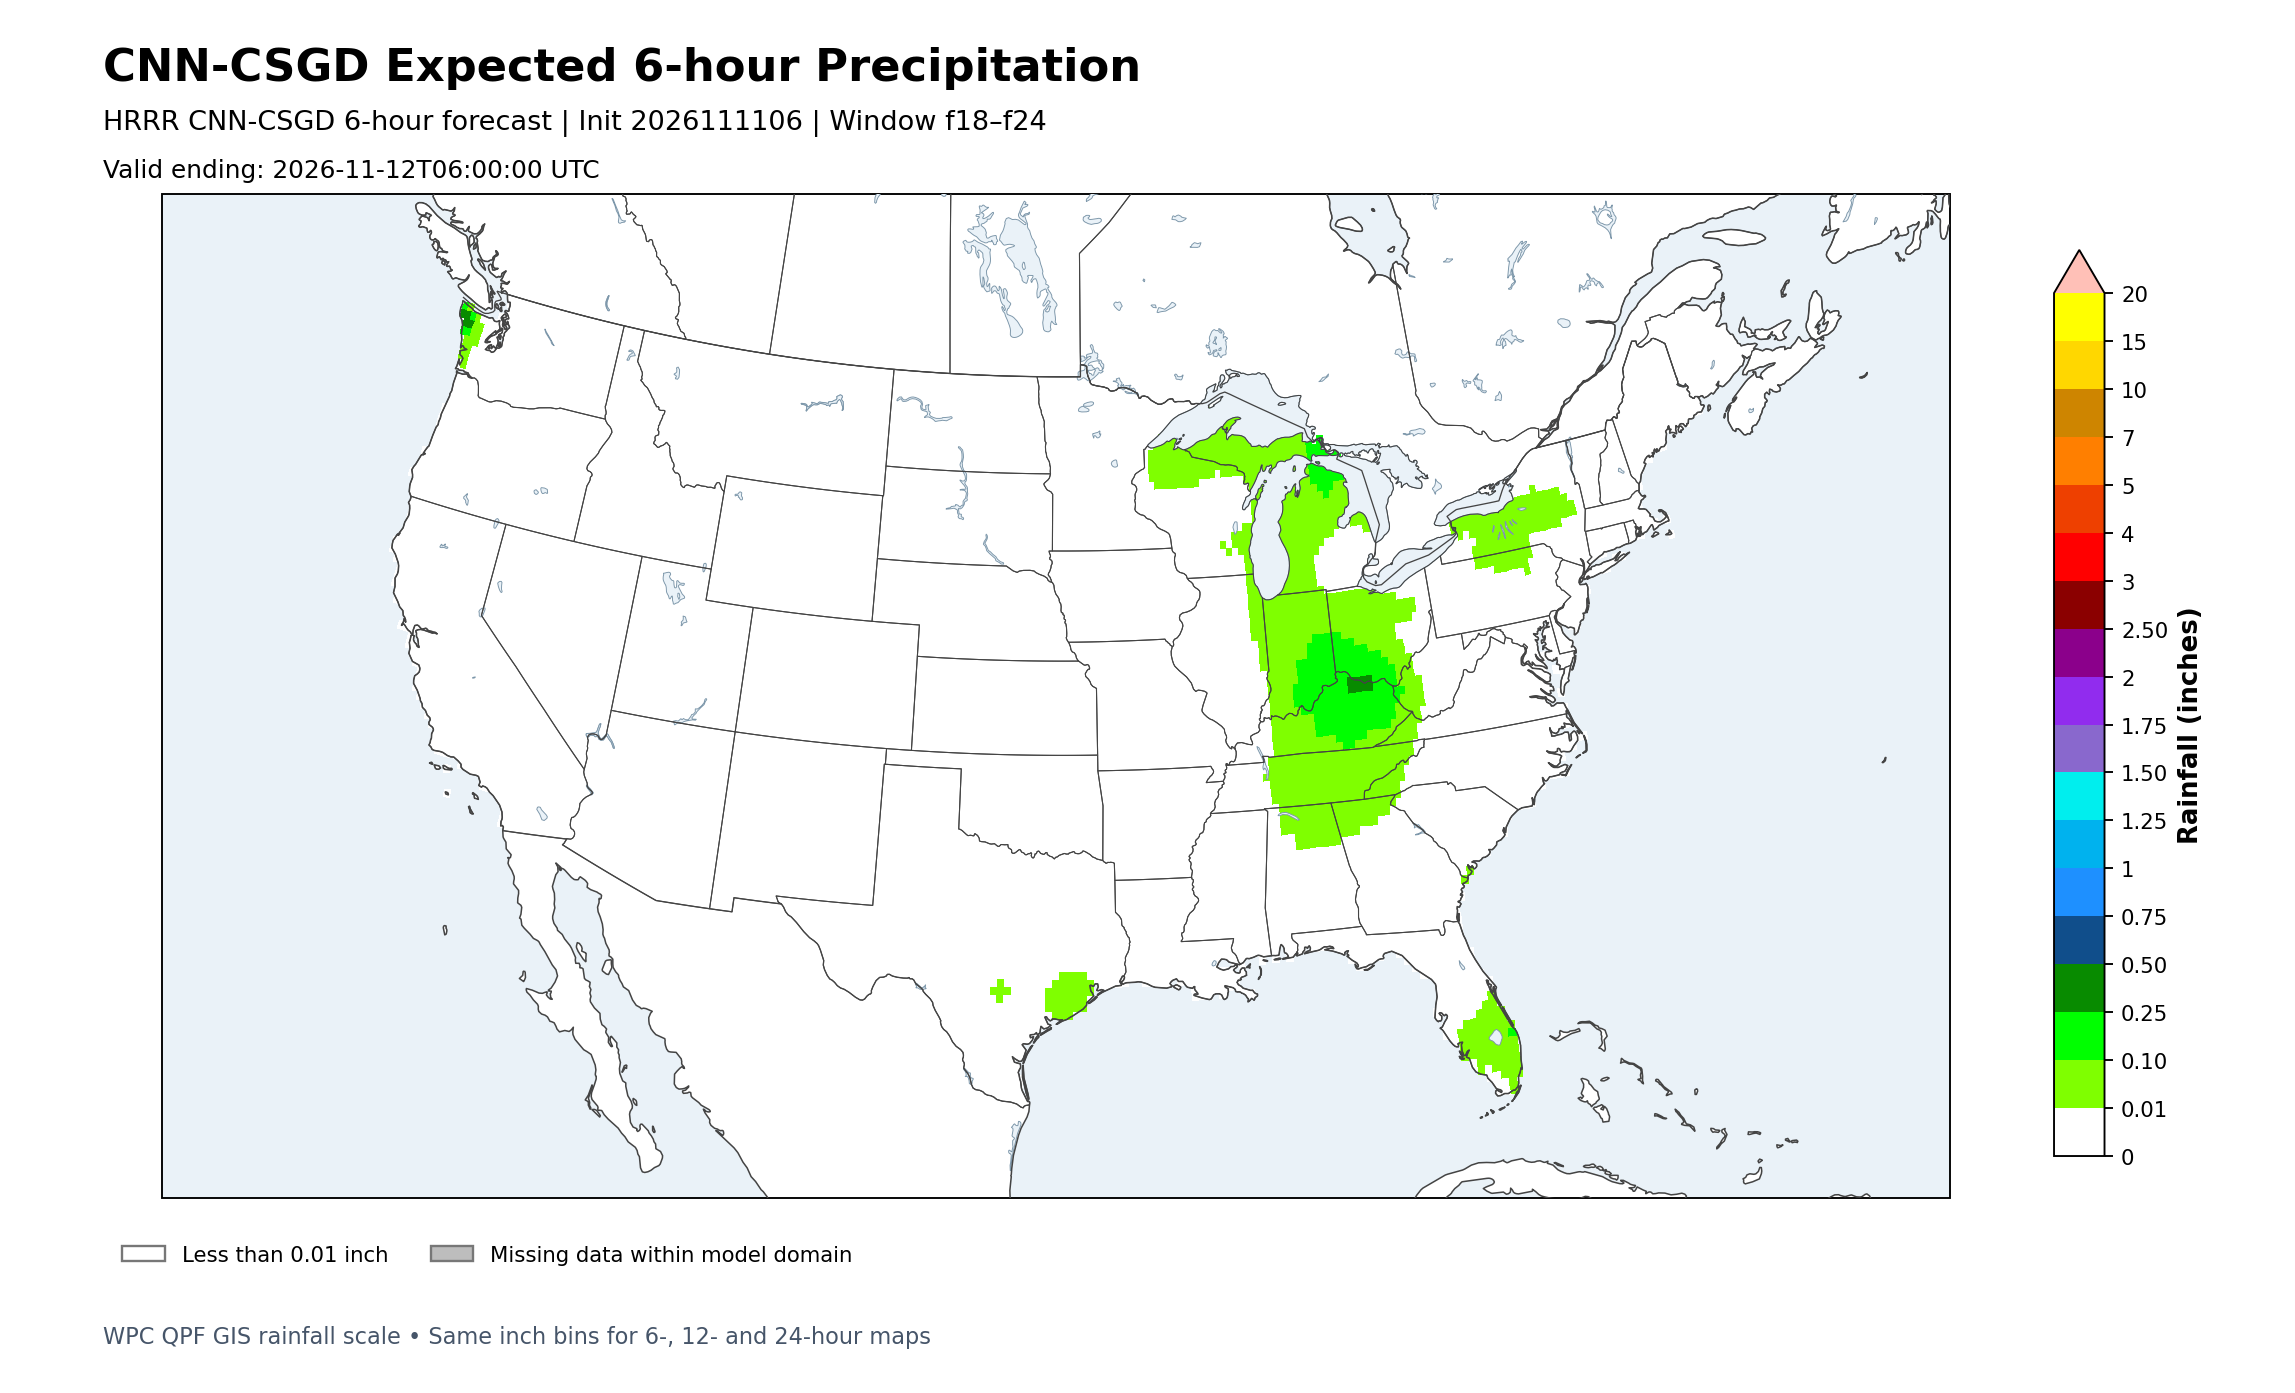 CNN-CSGD Expected 6-hour Precipitation
HRRR CNN-CSGD 6-hour forecast | Init 2026111106 | Window f18–f24
Valid ending: 2026-11-12T06:00:00 UTC
20
15
10
7
5
4
3
2.50
2
1.75
1.50
1.25
1
0.75
0.50
0.25
0.10
0.01
0
Rainfall (inches)
Less than 0.01 inch
Missing data within model domain
WPC QPF GIS rainfall scale • Same inch bins for 6-, 12- and 24-hour maps